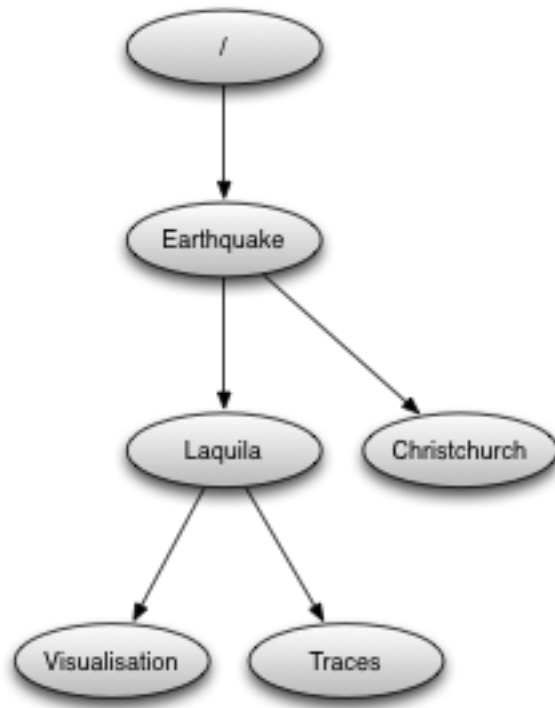 /
Earthquake
Laquila
Christchurch
Visualisation
Traces